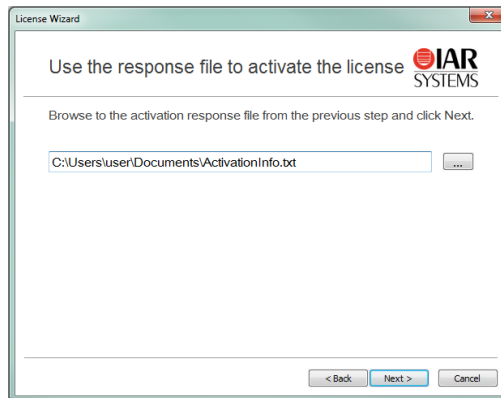 License Wizard
x
Use the response file to activate the license
IAR
SYSTEMS
Browse to the activation response file from the previous step and click Next.
C:\Users\user\Documents\ActivationInfo.txt
...
< Back Next > Cancel